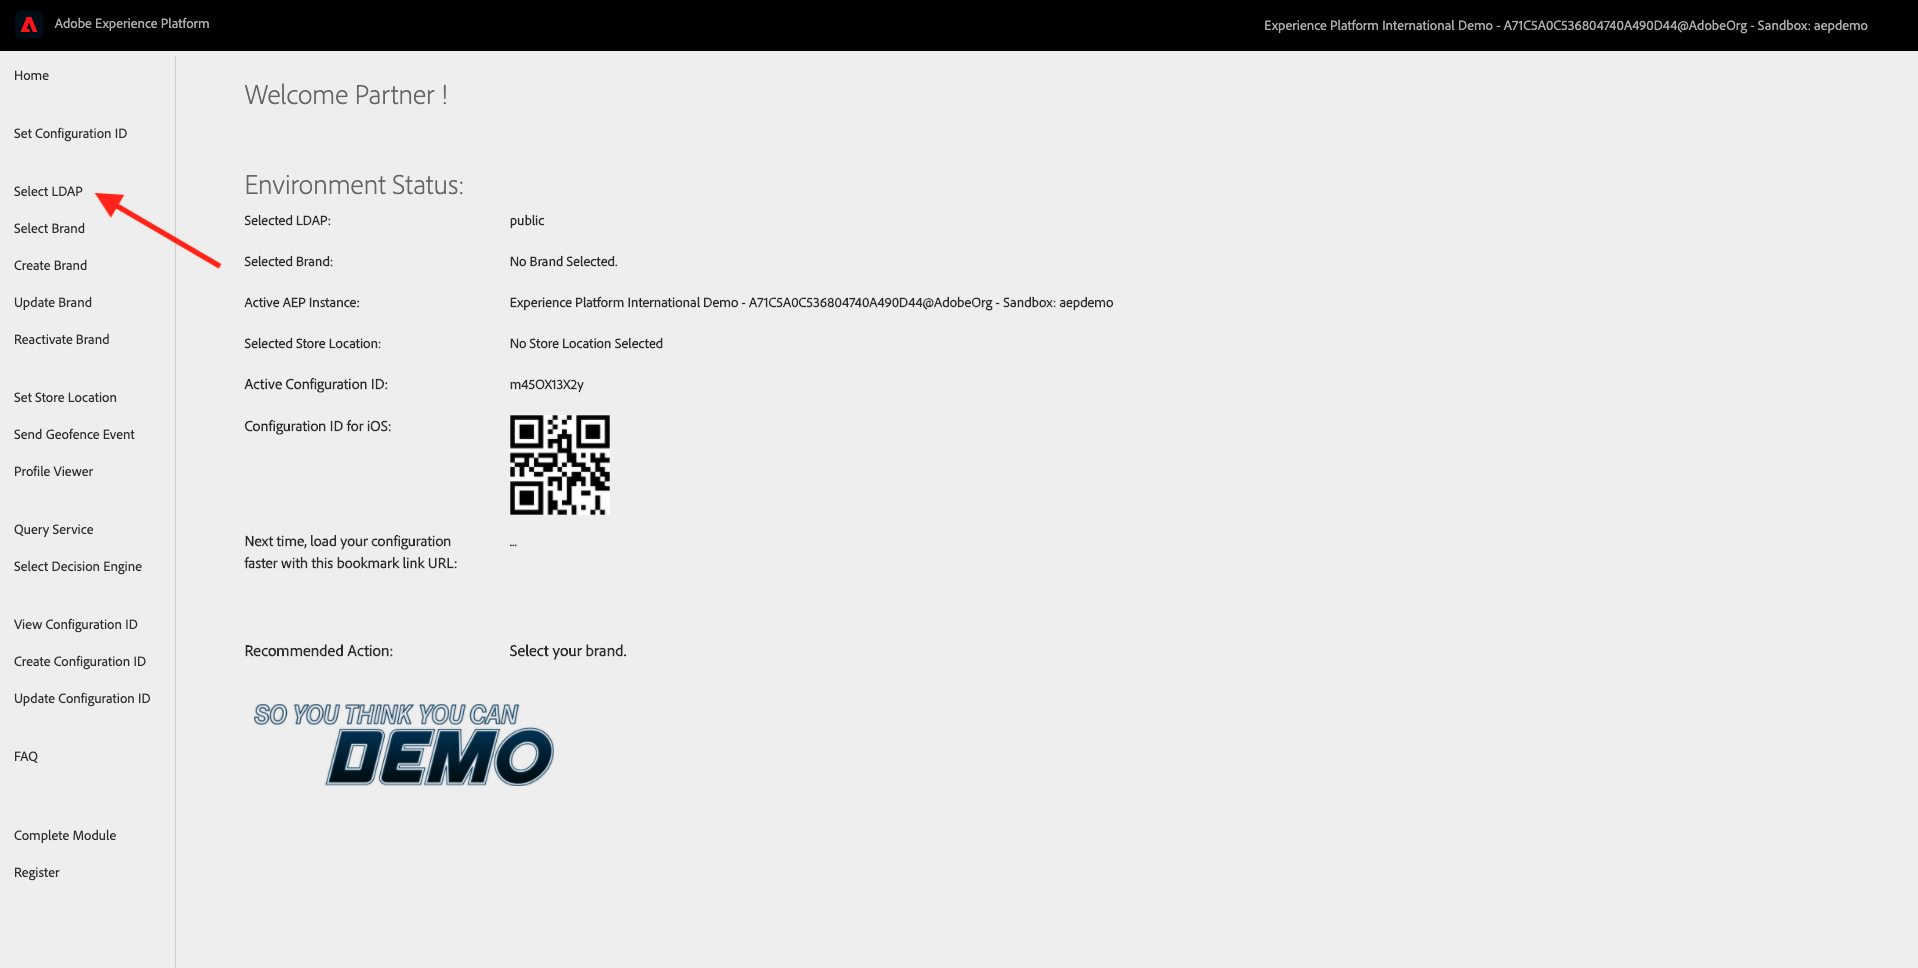 Adobe Experience Platform
Experience Platform International Demo - A71C5A0C536804740A490D44@AdobeOrg - Sandbox: aepdemo
Home
Set Configuration ID
Select LDAP
Select Brand
Create Brand
Update Brand
Reactivate Brand
Set Store Location
Send Geofence Event
Profile Viewer
Query Service
Select Decision Engine
View Configuration ID
Create Configuration ID
Update Configuration ID
FAQ
Complete Module
Register
Welcome Partner !
Environment Status:
Selected LDAP: public
Selected Brand: No Brand Selected.
Active AEP Instance: Experience Platform International Demo - A71C5A0C536804740A490D44@AdobeOrg - Sandbox: aepdemo
Selected Store Location: No Store Location Selected
Active Configuration ID: m45OX13X2y
Configuration ID for iOS:
Next time, load your configuration ...
faster with this bookmark link URL:
Recommended Action: Select your brand.
SO YOU THINK YOU CAN
DEMO